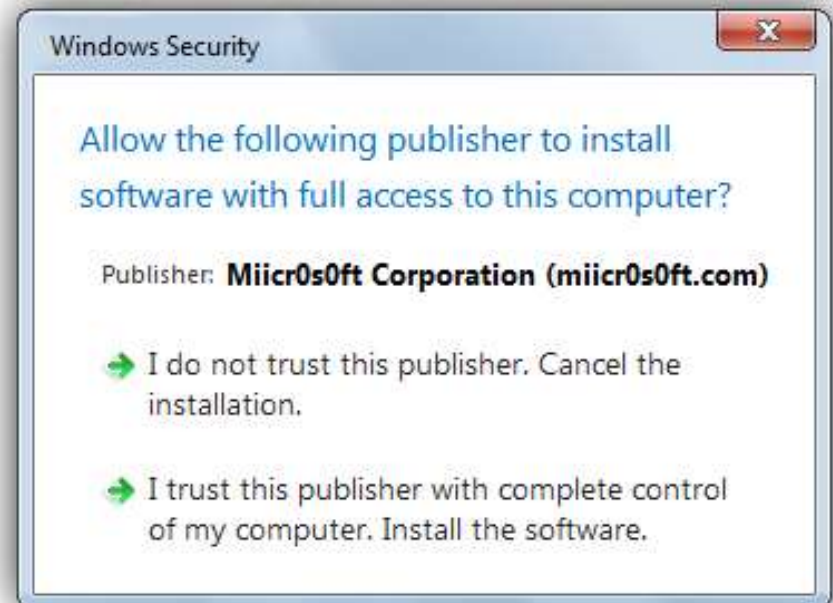 Windows Security
Allow the following publisher to install
software with full access to this computer?
Publisher: Miicr0s0ft Corporation (miicr0s0ft.com)
I do not trust this publisher. Cancel the
installation.
I trust this publisher with complete control
of my computer. Install the software.